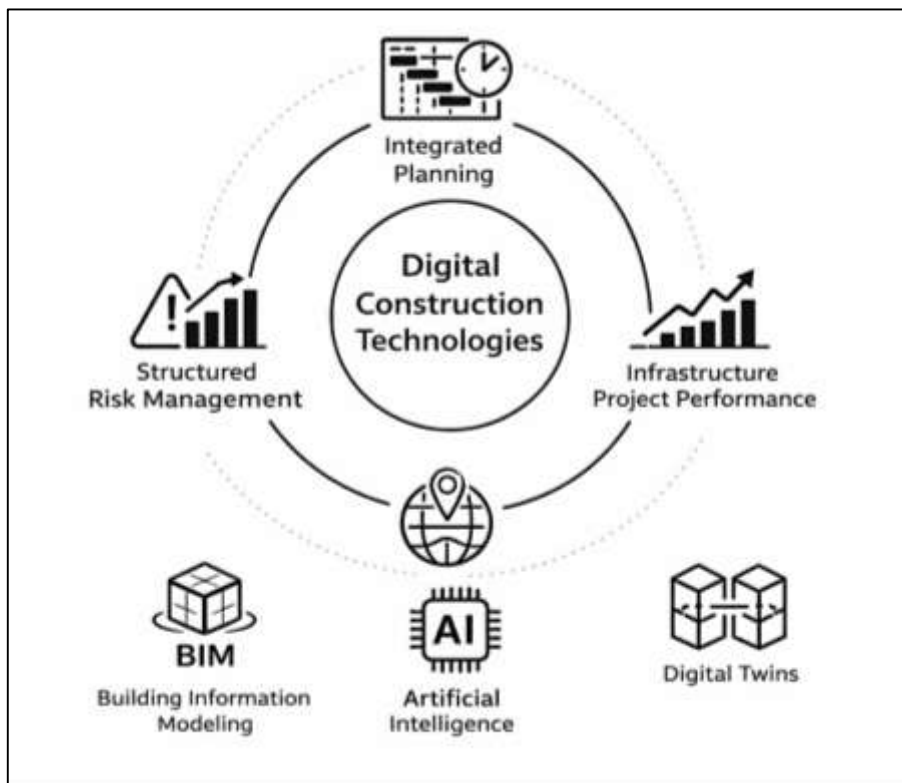 Integrated
Planning
Digital
Construction
Technologies
!
Structured
Risk Management
Infrastructure
Project Performance
BIM
Building Information
Modeling
AI
Artificial
Intelligence
Digital Twins